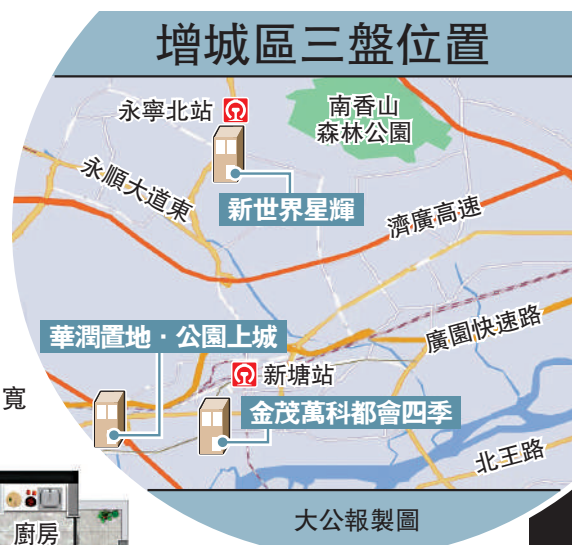 增城區三盤位置
永寧北站
南香山
森林公園
永順大道東
新世界星輝
濟廣高速
華潤置地·公園上城
廣園快速路
新塘站
寬
金茂萬科都會四季
北王路
大公報製圖
廚房